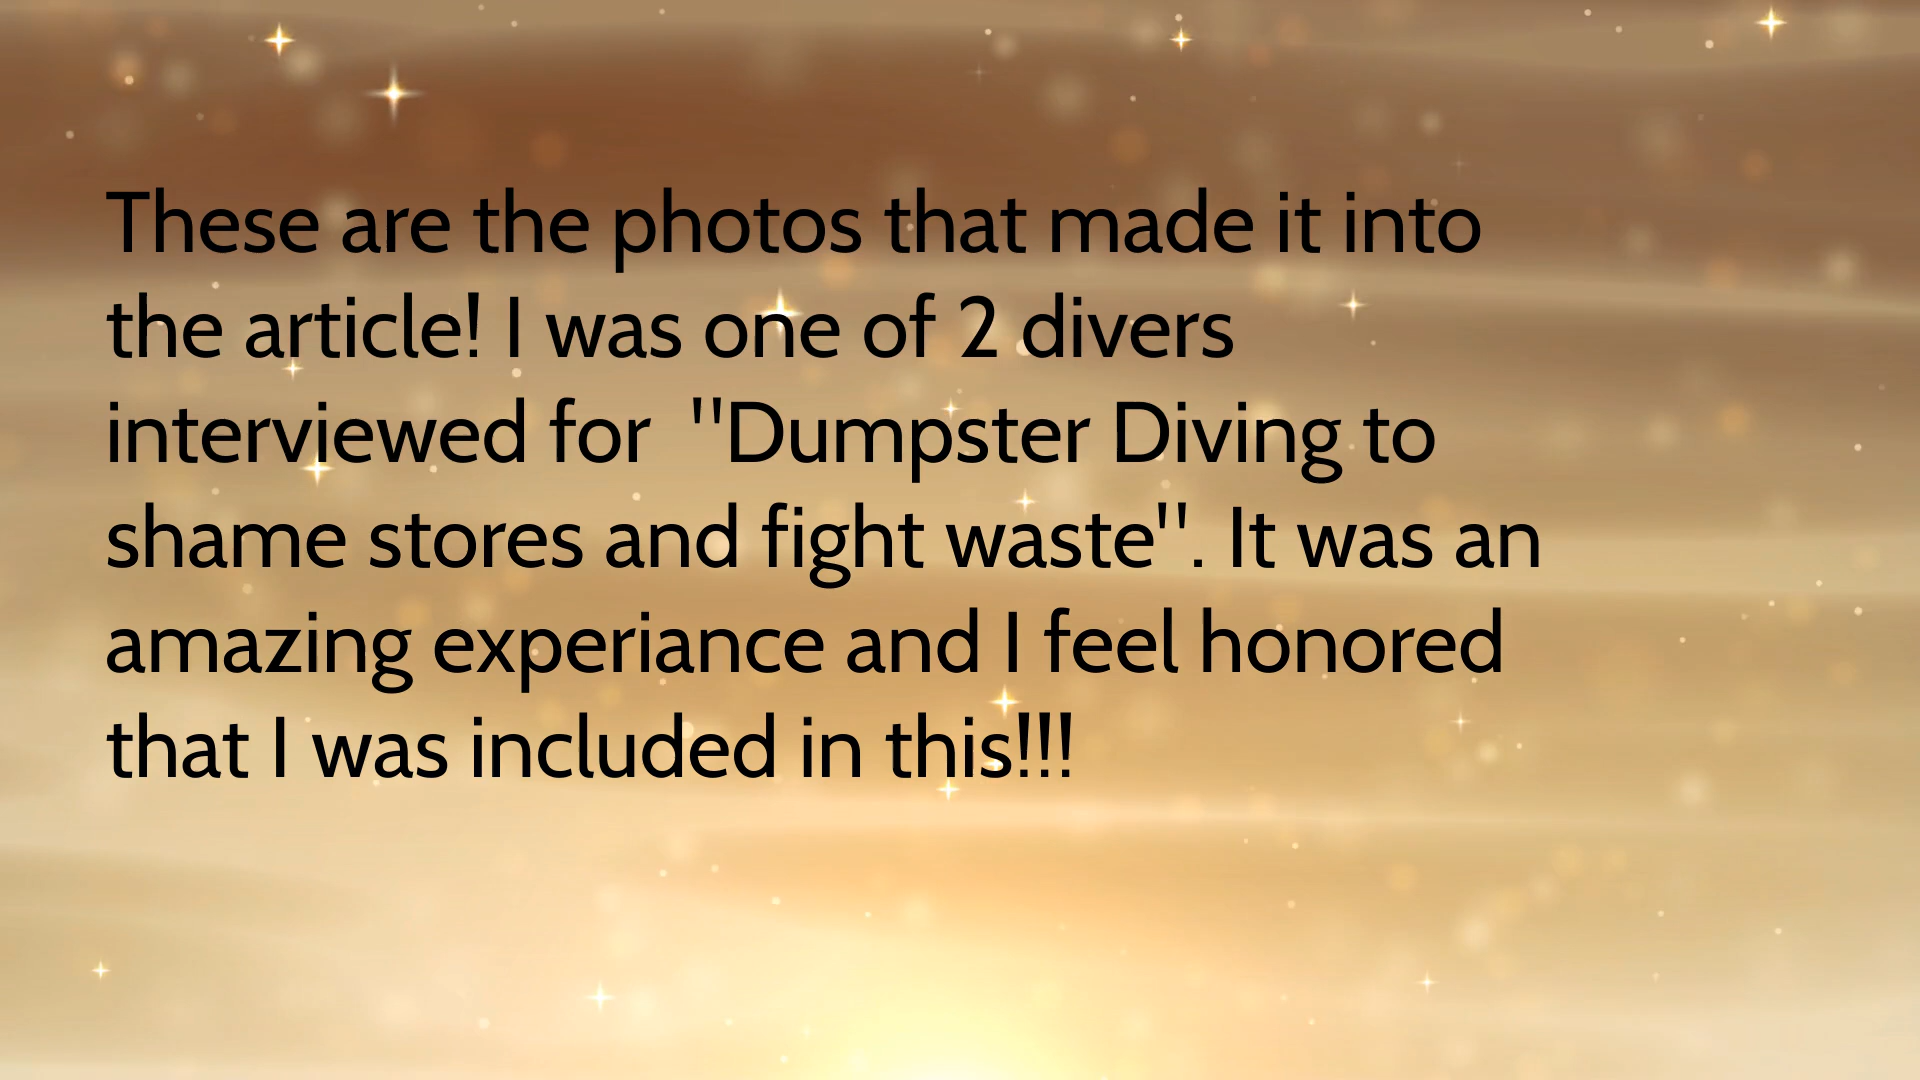 These are the photos that made it into
the article! I was one of 2 divers
interviewed for  "Dumpster Diving to
shame stores and fight waste". It was an
amazing experiance and I feel honored
that I was included in this!!!